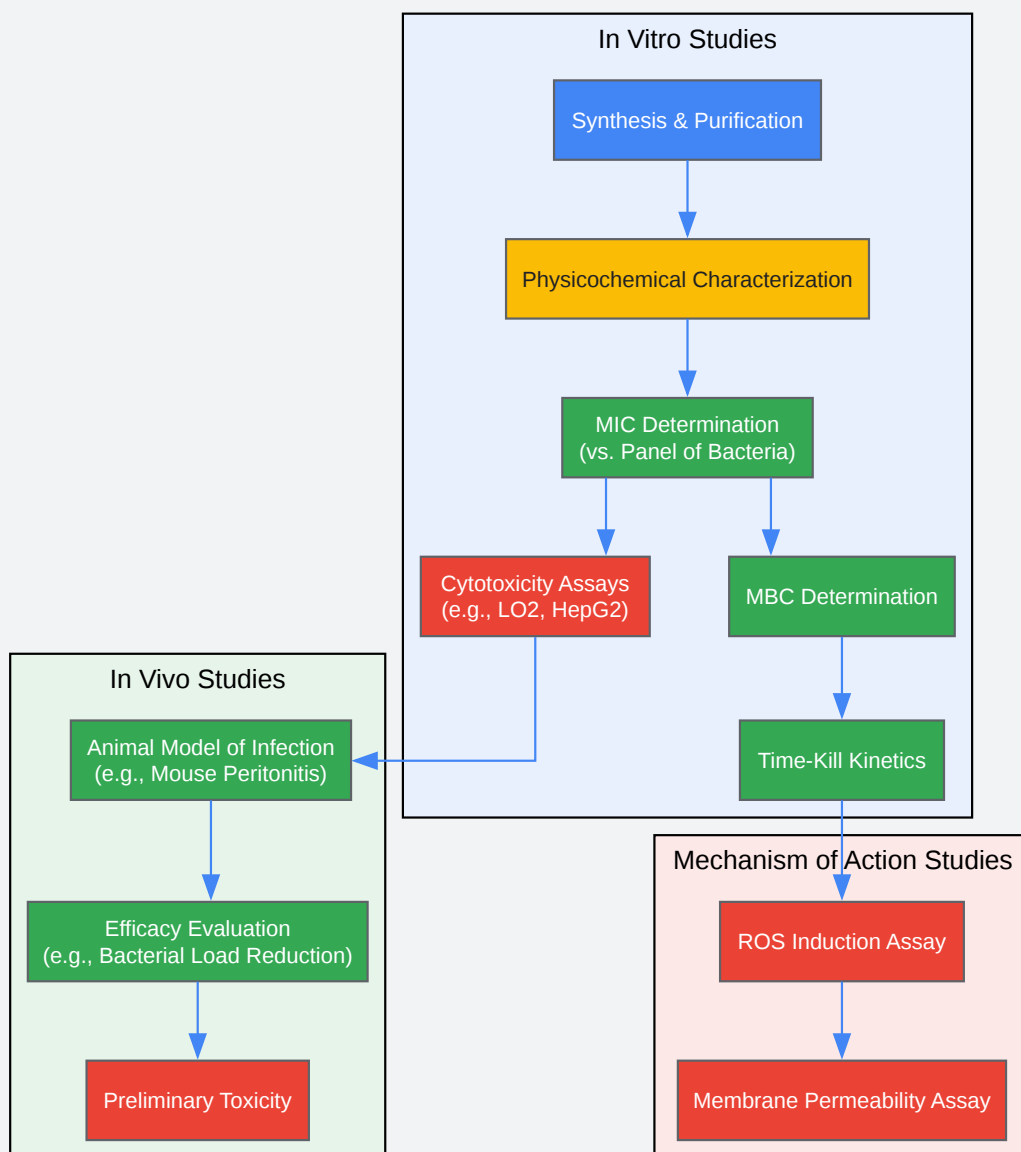 In Vitro Studies
Synthesis & Purification
Physicochemical Characterization
MIC Determination
(vs. Panel of Bacteria)
Cytotoxicity Assays
(e.g., LO2, HepG2)
MBC Determination
Time-Kill Kinetics
In Vivo Studies
Animal Model of Infection
(e.g., Mouse Peritonitis)
Efficacy Evaluation
(e.g., Bacterial Load Reduction)
Preliminary Toxicity
Mechanism of Action Studies
ROS Induction Assay
Membrane Permeability Assay